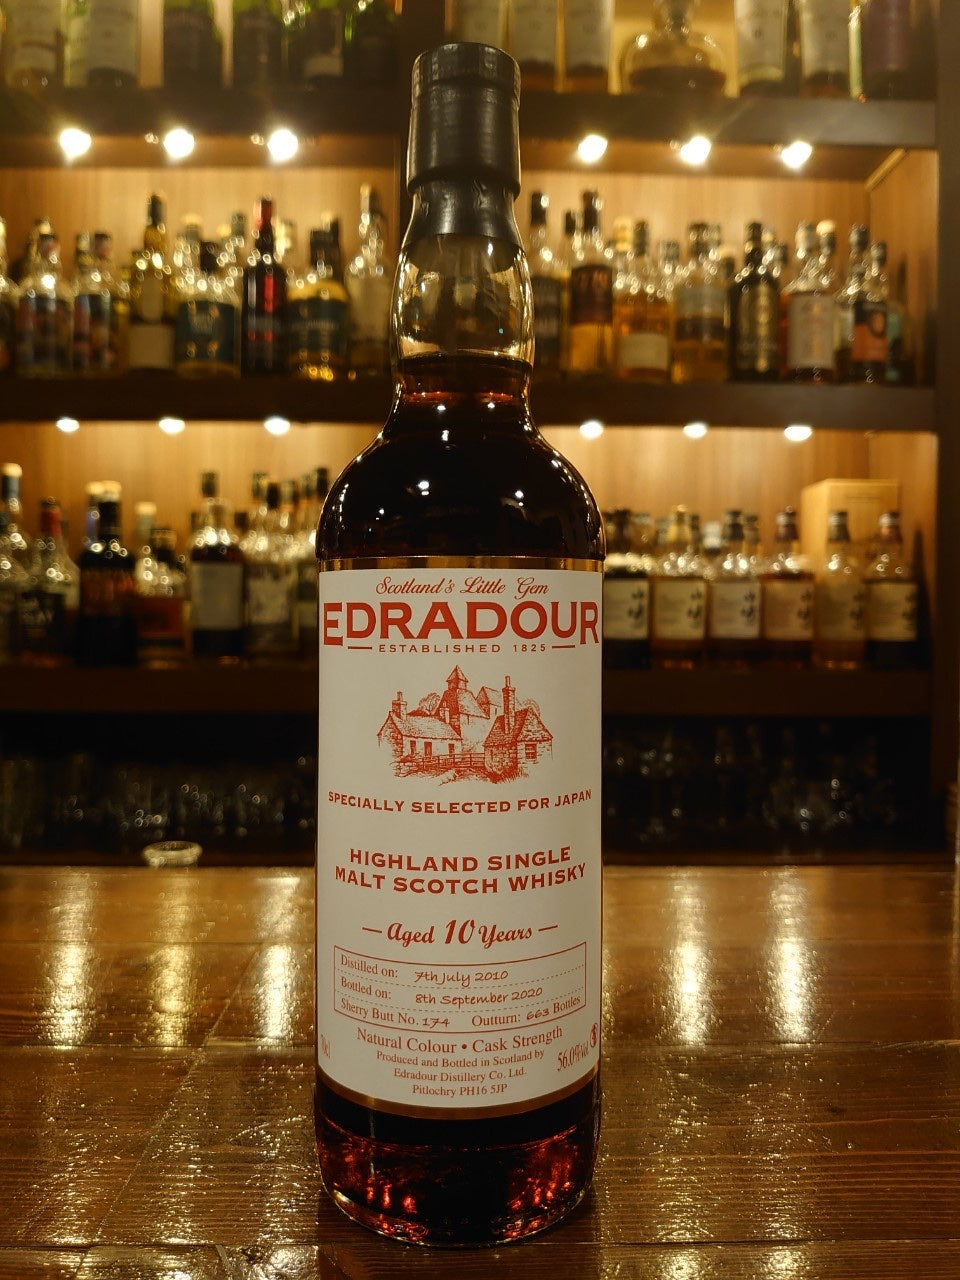 Scotland's Little Gem
EDRADOUR
ESTABLISHED 1825
SPECIALLY SELECTED FOR JAPAN
HIGHLAND SINGLE
MALT SCOTCH WHISKY
Aged 10 Years
Distilled on: 7th July 2010
Bottled on: 8th September 2020
Sherry Butt No. 174 Outturn: 663 Bottles
Natural Colour • Cask Strength
Produced and Bottled in Scotland by
Edradour Distillery Co. Ltd.
Pitlochry PH16 5JP
70cl
56.0%vol